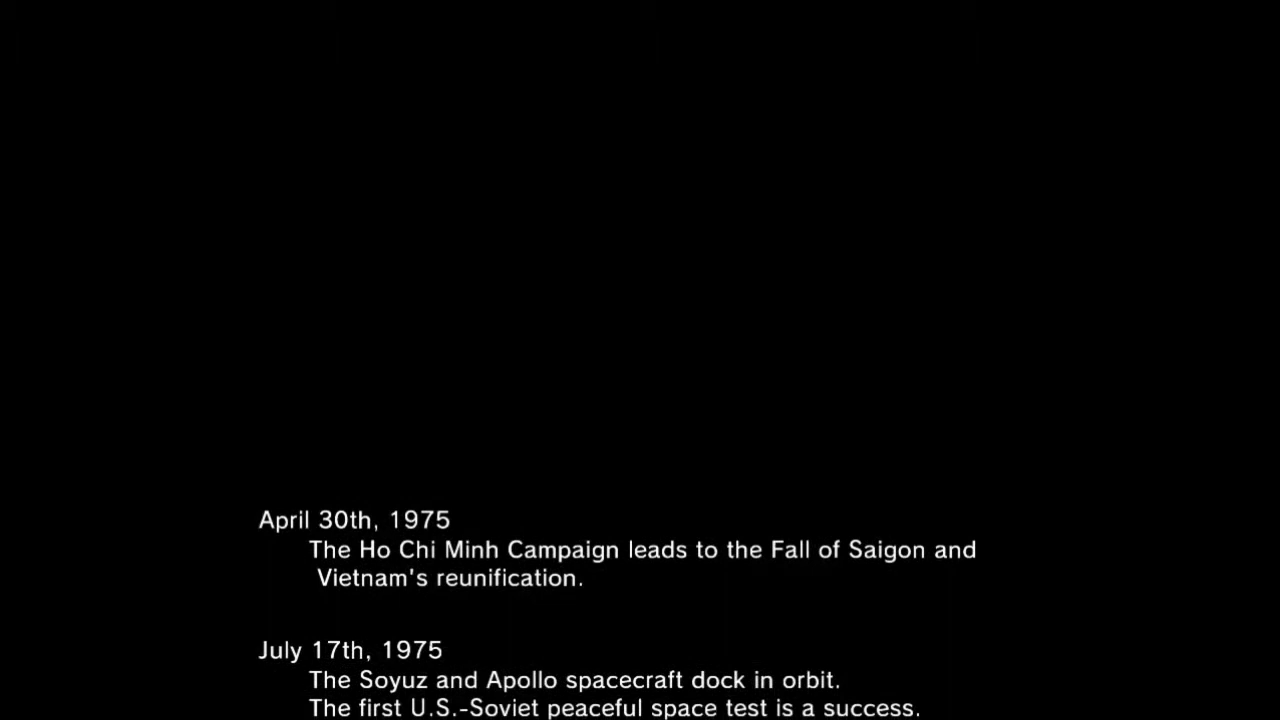 April 30th, 1975
The Ho Chi Minh Campaign leads to the Fall of Saigon and
Vietnam's reunification.
July 17th, 1975
The Soyuz and Apollo spacecraft dock in orbit.
The first U.S.-Soviet peaceful space test is a success.